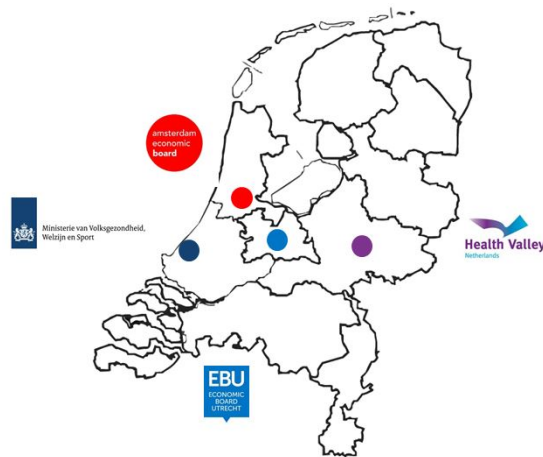 amsterdam
economic
board
Ministerie van Volksgezondheid,
Welzijn en Sport
Health Valley
Netherlands
EBU
ECONOMIC
BOARD
UTRECHT